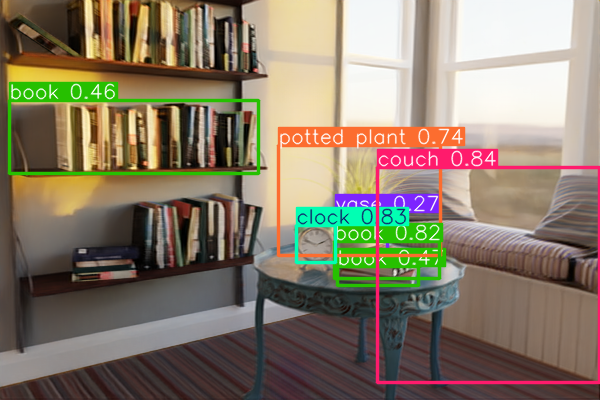 book 0.46
potted plant 0.74
couch 0.84
vase 0.27
clock 0.83
book 0.82
book 0.47